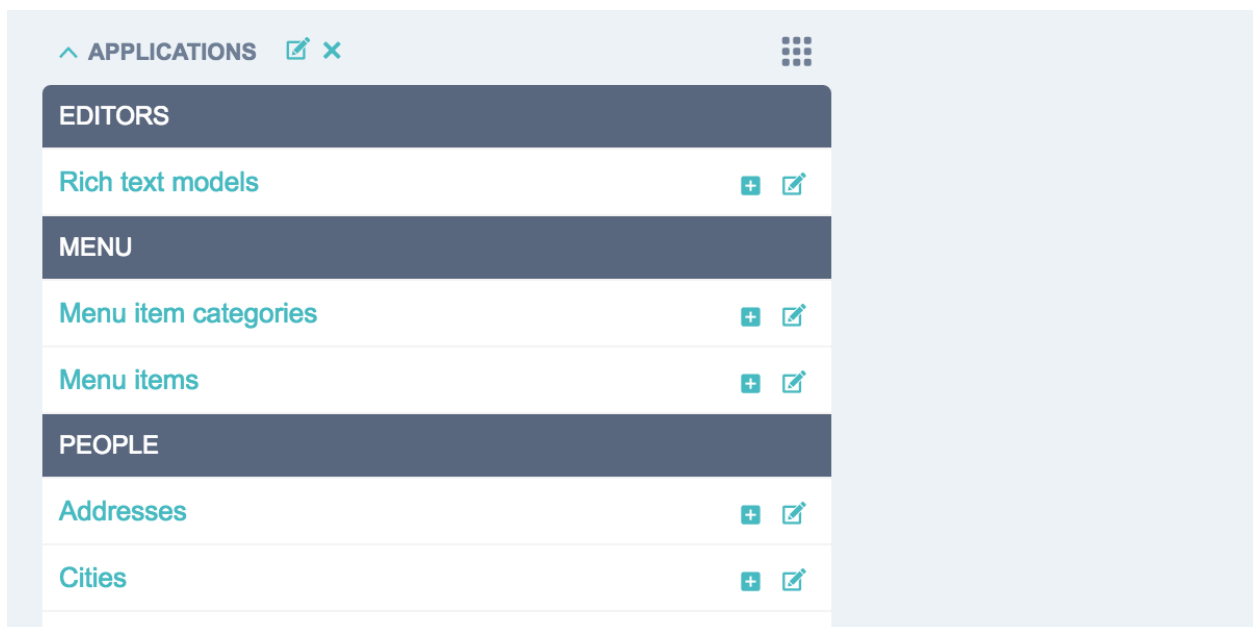 APPLICATIONS
EDITORS
Rich text models
MENU
Menu item categories
Menu items
PEOPLE
Addresses
Cities